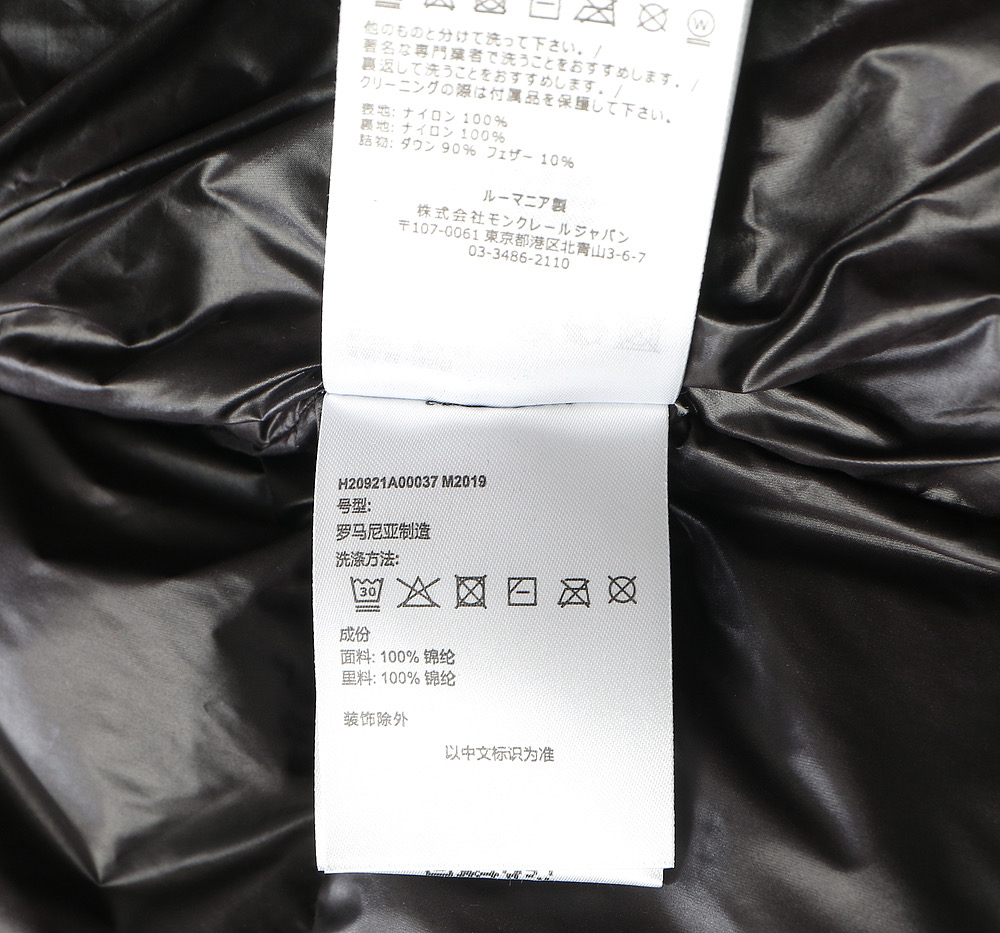 W
他のものと分けて洗って下さい。/
著名な専門業者で洗うことをおすすめします。/
裏返して洗うことをおすすめします。/
クリーニングの際は付属品を保護して下さい。
表地: ナイロン 100%
裏地: ナイロン 100%
詰物: ダウン 90% フェザー 10%
ルーマニア製
株式会社モンクレールジャパン
〒107-0061 東京都港区北青山3-6-7
03-3486-2110
H20921A00037 M2019
号型:
罗马尼亚制造
洗涤方法:
30
成份
面料: 100% 锦纶
里料: 100% 锦纶
装饰除外
以中文标识为准